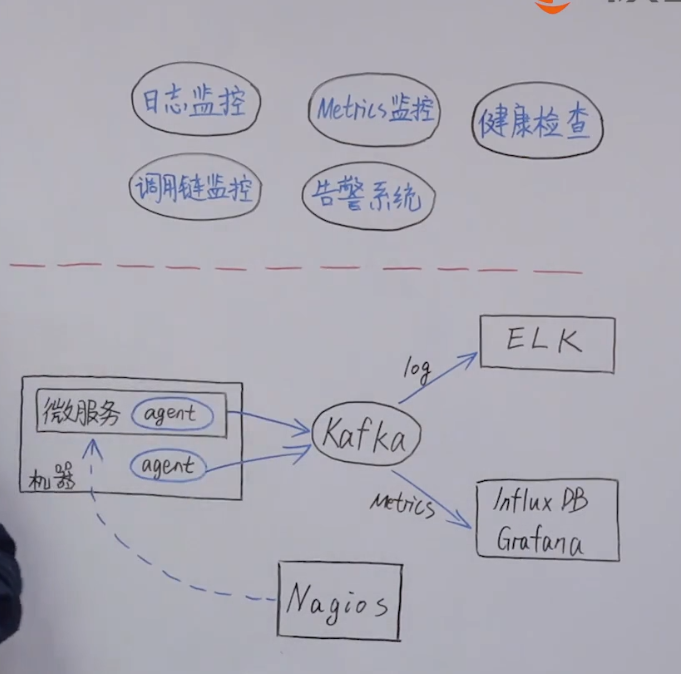 日志监控
Metrics监控
健康检查
调用链监控
告警系统
ELK
log
微服务
agent
Kafka
agent
机器
Metrics
Influx DB
Grafana
Nagios